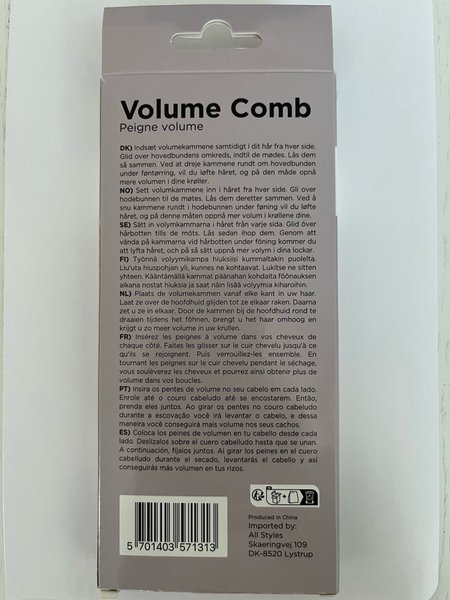 Volume Comb
Peigne volume
DK) Indsæt volumekammene samtidigt i dit hår fra hver side.
Glid over hovedbundens omkreds, indtil de mødes. Lås dem
så sammen. Ved at dreje kammene rundt om hovedbunden
under føntørring, vil du løfte håret, og på den måde opnå
mere volumen i dine krøller.
NO) Sett volumkammene inn i håret fra hver side. Gli over
hodebunnen til de møtes. Lås dem deretter sammen. Ved å
snu kammene rundt i hodebunnen under føning vil du løfte
håret, og på denne måten oppnå mer volum i krøllene dine.
SE) Sätt in volymkammarna i håret från varje sida. Glid över
hårbotten tills de möts. Lås sedan ihop dem. Genom att
vända på kammarna vid hårbotten under föning kommer du
att lyfta håret, och på så sätt uppnå mer volym i dina lockar.
FI) Työnnä volyymikampa hiuksiisi kummaltakin puolelta.
Liu'uta hiuspohjan yli, kunnes ne kohtaavat. Lukitse ne sitten
yhteen. Kääntämällä kammat päänahan kohdalta föönauksen
aikana nostat hiuksia ja saat näin lisää volyymia kiharoihin.
NL) Plaats de volumekammen vanaf elke kant in uw haar.
Laat ze over de hoofdhuid glijden tot ze elkaar raken. Daarna
zet u ze in elkaar. Door de kammen bij de hoofdhuid rond te
draaien tijdens het föhnen, brengt u het haar omhoog en
krijgt u zo meer volume in uw krullen.
FR) Insérez les peignes à volume dans vos cheveux de
chaque côté. Faites les glisser sur le cuir chevelu jusqu'à ce
qu'ils se rejoignent. Puis verrouillez-les ensemble. En
tournant les peignes sur le cuir chevelu pendant le séchage,
vous soulèverez les cheveux et pourrez ainsi obtenir plus de
volume dans vos boucles.
PT) Insira os pentes de volume no seu cabelo em cada lado.
Enrole até o couro cabeludo até se encostarem. Então,
prenda eles juntos. Ao girar os pentes no couro cabeludo
durante a escovação você irá levantar o cabelo, e dessa
maneira você conseguirá mais volume nos seus cachos.
ES) Coloca los peines de volumen en tu cabello desde cada
lado. Deslízalos sobre el cuero cabelludo hasta que se unan.
A continuación, fíjalos juntos. Al girar los peines en el cuero
cabelludo durante el secado, levantarás el cabello y así
conseguirás más volumen en tus rizos.
Produced in China
Imported by:
All Styles
Skaeringvej 109
DK-8520 Lystrup
5 701403 571313